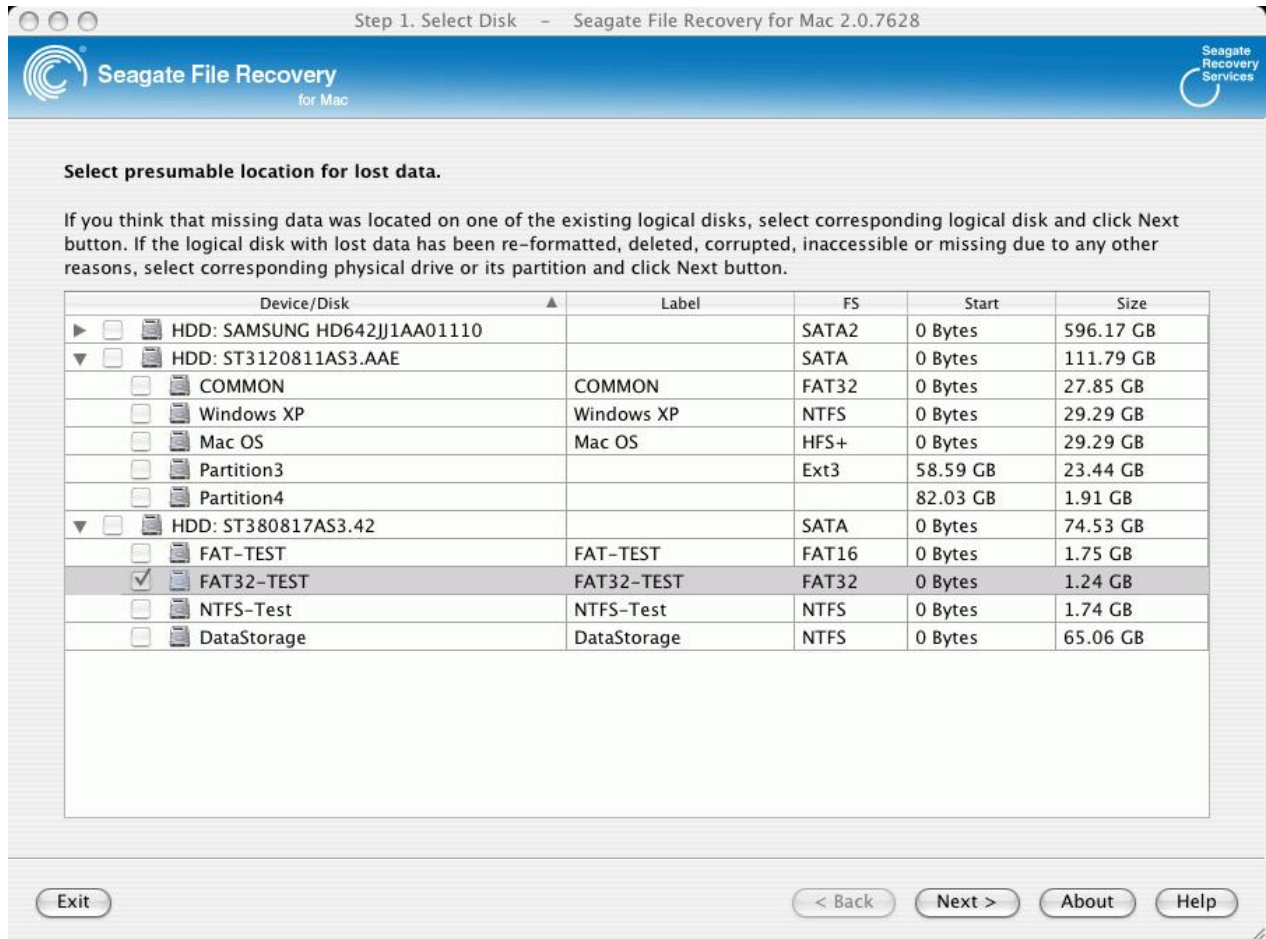 Step 1. Select Disk – Seagate File Recovery for Mac 2.0.7628
Seagate File Recovery
for Mac
Seagate
Recovery
Services
Select presumable location for lost data.
If you think that missing data was located on one of the existing logical disks, select corresponding logical disk and click Next
button. If the logical disk with lost data has been re-formatted, deleted, corrupted, inaccessible or missing due to any other
reasons, select corresponding physical drive or its partition and click Next button.
Device/Disk Label FS Start Size
HDD: SAMSUNG HD642JJ1AA01110 SATA2 0 Bytes 596.17 GB
HDD: ST3120811AS3.AAE SATA 0 Bytes 111.79 GB
COMMON COMMON FAT32 0 Bytes 27.85 GB
Windows XP Windows XP NTFS 0 Bytes 29.29 GB
Mac OS Mac OS HFS+ 0 Bytes 29.29 GB
Partition3 Ext3 58.59 GB 23.44 GB
Partition4 82.03 GB 1.91 GB
HDD: ST380817AS3.42 SATA 0 Bytes 74.53 GB
FAT-TEST FAT-TEST FAT16 0 Bytes 1.75 GB
FAT32-TEST FAT32-TEST FAT32 0 Bytes 1.24 GB
NTFS-Test NTFS-Test NTFS 0 Bytes 1.74 GB
DataStorage DataStorage NTFS 0 Bytes 65.06 GB
Exit < Back Next > About Help